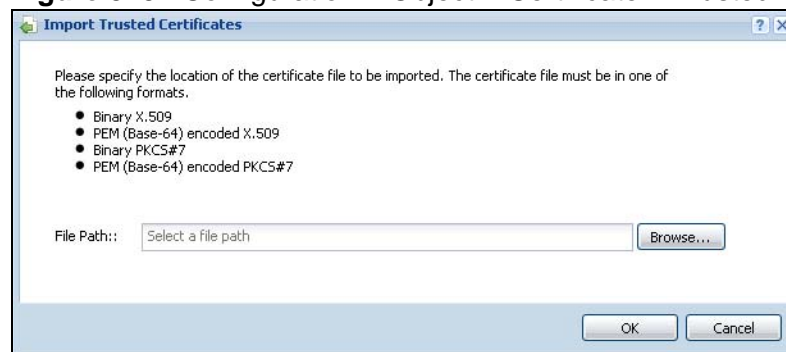 Import Trusted Certificates
Please specify the location of the certificate file to be imported. The certificate file must be in one of
the following formats.
Binary X.509
PEM (Base-64) encoded X.509
Binary PKCS#7
PEM (Base-64) encoded PKCS#7
File Path:: Select a file path Browse...
OK Cancel